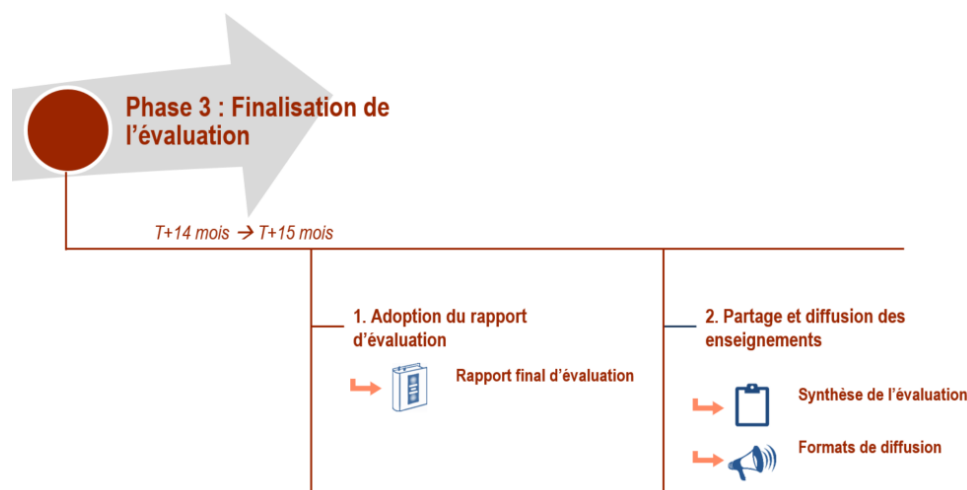 Phase 3 : Finalisation de
l’évaluation
T+14 mois → T+15 mois
1. Adoption du rapport
d’évaluation
Rapport final d’évaluation
2. Partage et diffusion des
enseignements
Synthèse de l’évaluation
Formats de diffusion